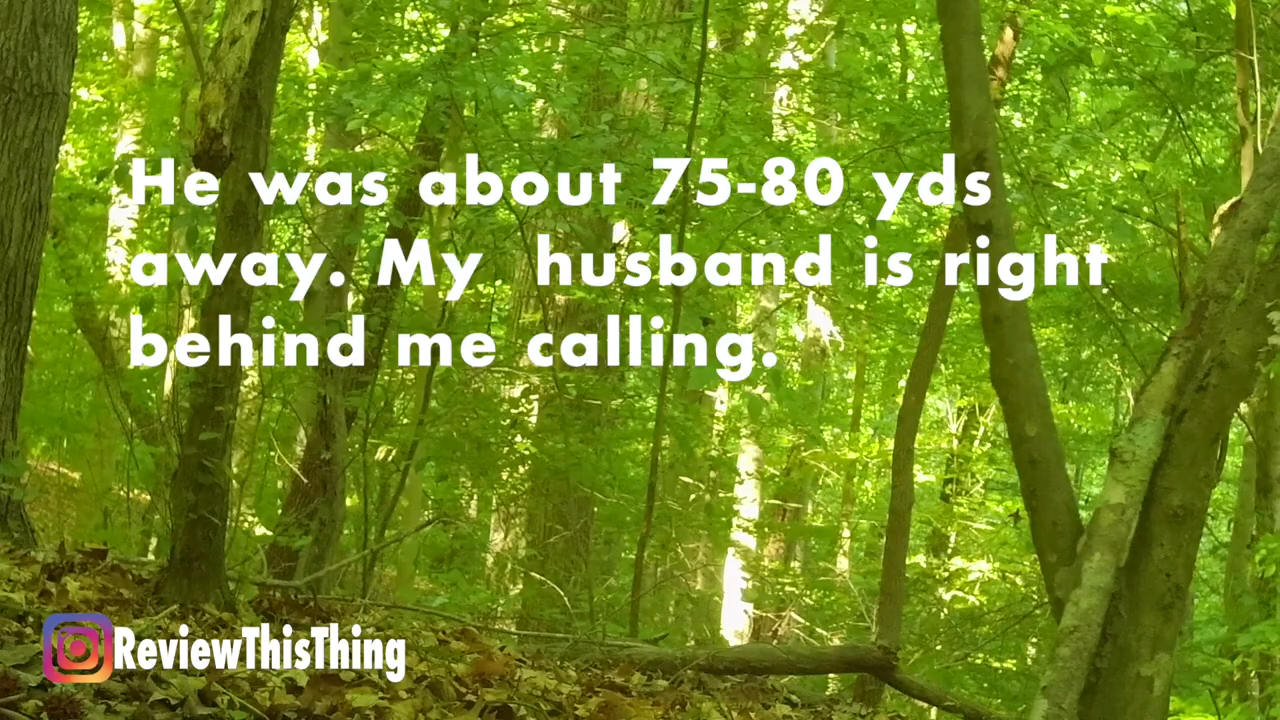 He was about 75-80 yds
away. My  husband is right
behind me calling.
ReviewThisThing